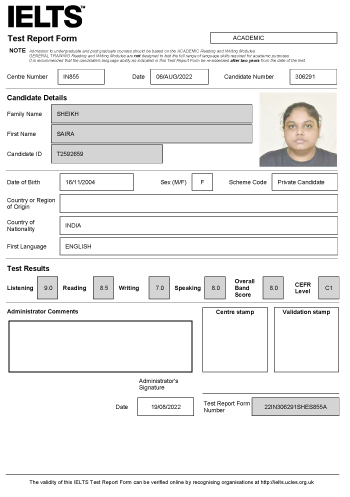 IELTS™
Test Report Form ACADEMIC
NOTE Admission to undergraduate and post graduate courses should be based on the ACADEMIC Reading and Writing Modules.
GENERAL TRAINING Reading and Writing Modules are not designed to test the full range of language skills required for academic purposes.
It is recommended that the candidate's language ability as indicated in this Test Report Form be re-assessed after two years from the date of the test.
Centre Number IN855 Date 06/AUG/2022 Candidate Number 306291
Candidate Details
Family Name SHEIKH
First Name SAIRA
Candidate ID T2592659
Date of Birth 16/11/2004 Sex (M/F) F Scheme Code Private Candidate
Country or Region
of Origin
Country of
Nationality INDIA
First Language ENGLISH
Test Results
Listening 9.0 Reading 8.5 Writing 7.0 Speaking 8.0 Overall Band Score 8.0 CEFR Level C1
Administrator Comments Centre stamp Validation stamp
Administrator's
Signature
Date 19/08/2022 Test Report Form Number 22IN306291SHES855A
The validity of this IELTS Test Report Form can be verified online by recognising organisations at http://ielts.ucles.org.uk